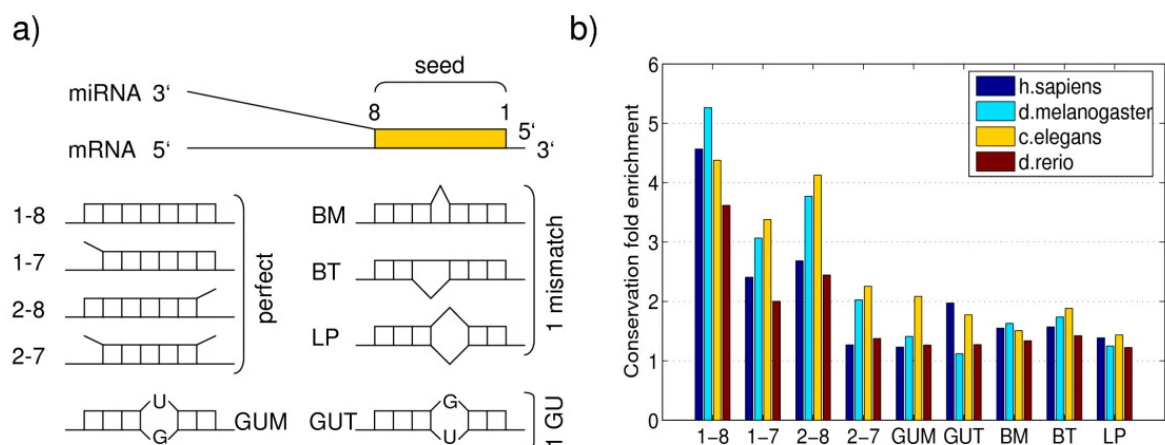 a)
seed
miRNA 3‘
8 1
5‘
mRNA 5‘ 3‘
1-8
1-7
2-8
2-7
perfect
BM
BT
LP
1 mismatch
U
G
GUM
GUT
G
U
1 GU
b)
Conservation fold enrichment
6
5
4
3
2
1
0
h.sapiens
d.melanogaster
c.elegans
d.rerio
1-8 1-7 2-8 2-7 GUM GUT BM BT LP